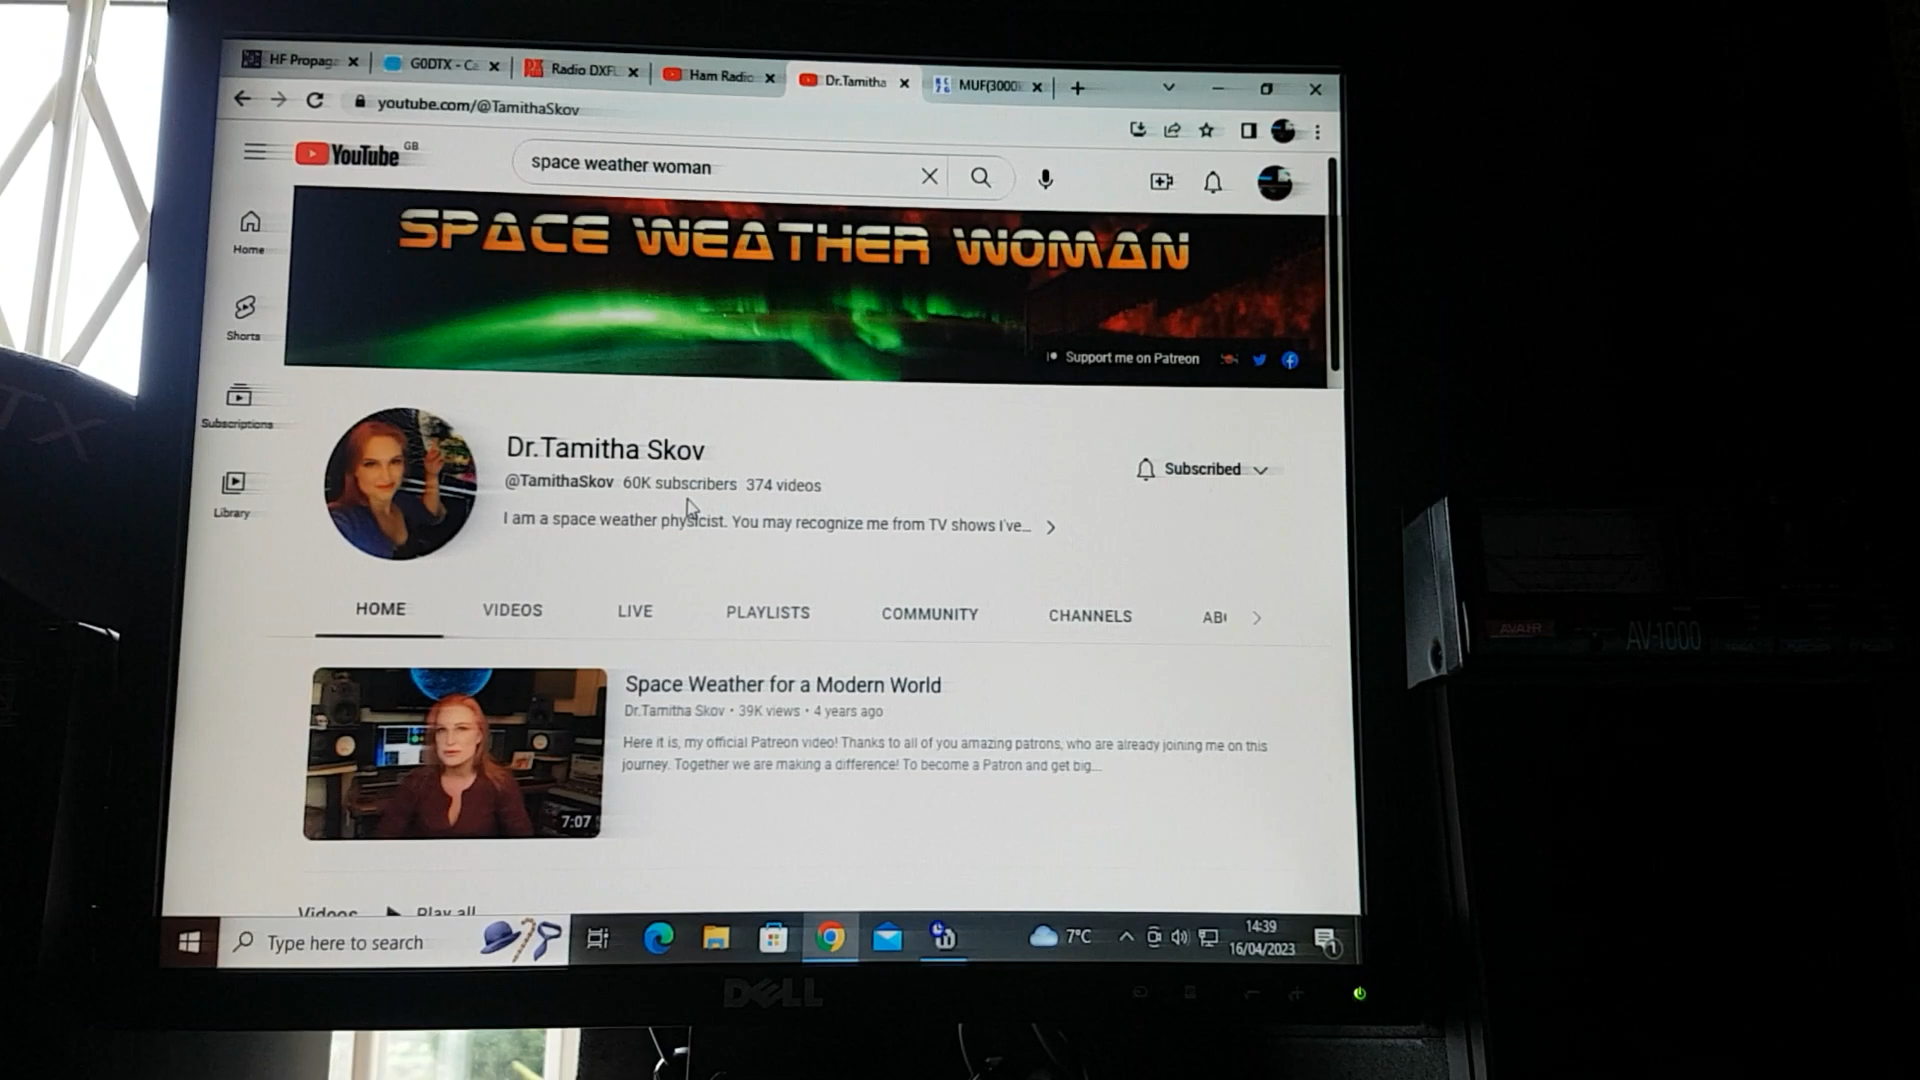 HF Propag
G0DTX - Ca
Radio DXFL
Ham Radio
Dr.Tamitha
MUF(3000
youtube.com/@TamithaSkov
YouTube GB
space weather woman
SPACE WEATHER WOMAN
Support me on Patreon
Home
Shorts
Subscriptions
Library
Dr.Tamitha Skov
@TamithaSkov 60K subscribers 374 videos
I am a space weather physicist. You may recognize me from TV shows I've...
Subscribed
HOME VIDEOS LIVE PLAYLISTS COMMUNITY CHANNELS
Space Weather for a Modern World
Dr.Tamitha Skov • 39K views • 4 years ago
Here it is, my official Patreon video! Thanks to all of you amazing patrons, who are already joining me on this
journey. Together we are making a difference! To become a Patron and get big...
7:07
Videos Play all
Type here to search
7°C
14:39
16/04/2023
1
DELL
AVAIR
AV-1000
TX